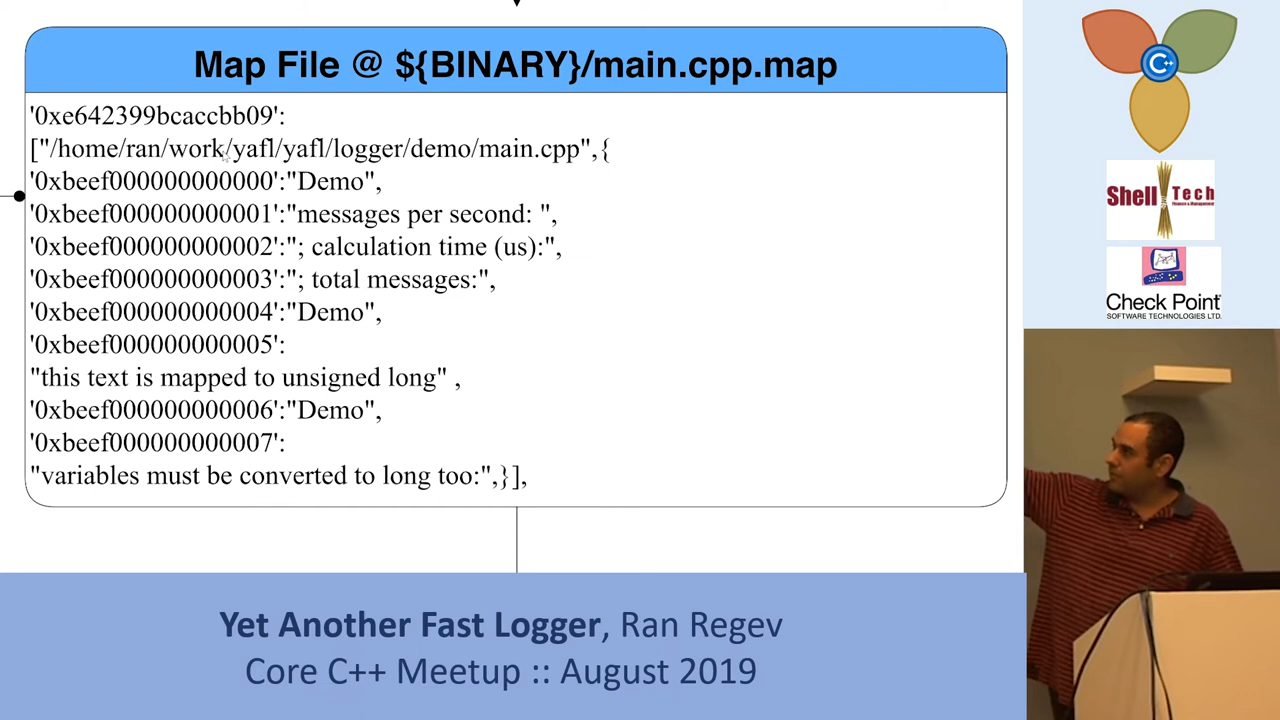 Map File @ ${BINARY}/main.cpp.map
'0xe642399bcaccbb09':
["/home/ran/work/yafl/yafl/logger/demo/main.cpp",{
'0xbeef000000000000':"Demo",
'0xbeef000000000001':"messages per second: ",
'0xbeef000000000002':"; calculation time (us):",
'0xbeef000000000003':"; total messages:",
'0xbeef000000000004':"Demo",
'0xbeef000000000005':
"this text is mapped to unsigned long" ,
'0xbeef000000000006':"Demo",
'0xbeef000000000007':
"variables must be converted to long too:",}],
C++
Shell Tech
Finance & Management
Check Point
SOFTWARE TECHNOLOGIES LTD.
Yet Another Fast Logger, Ran Regev
Core C++ Meetup :: August 2019